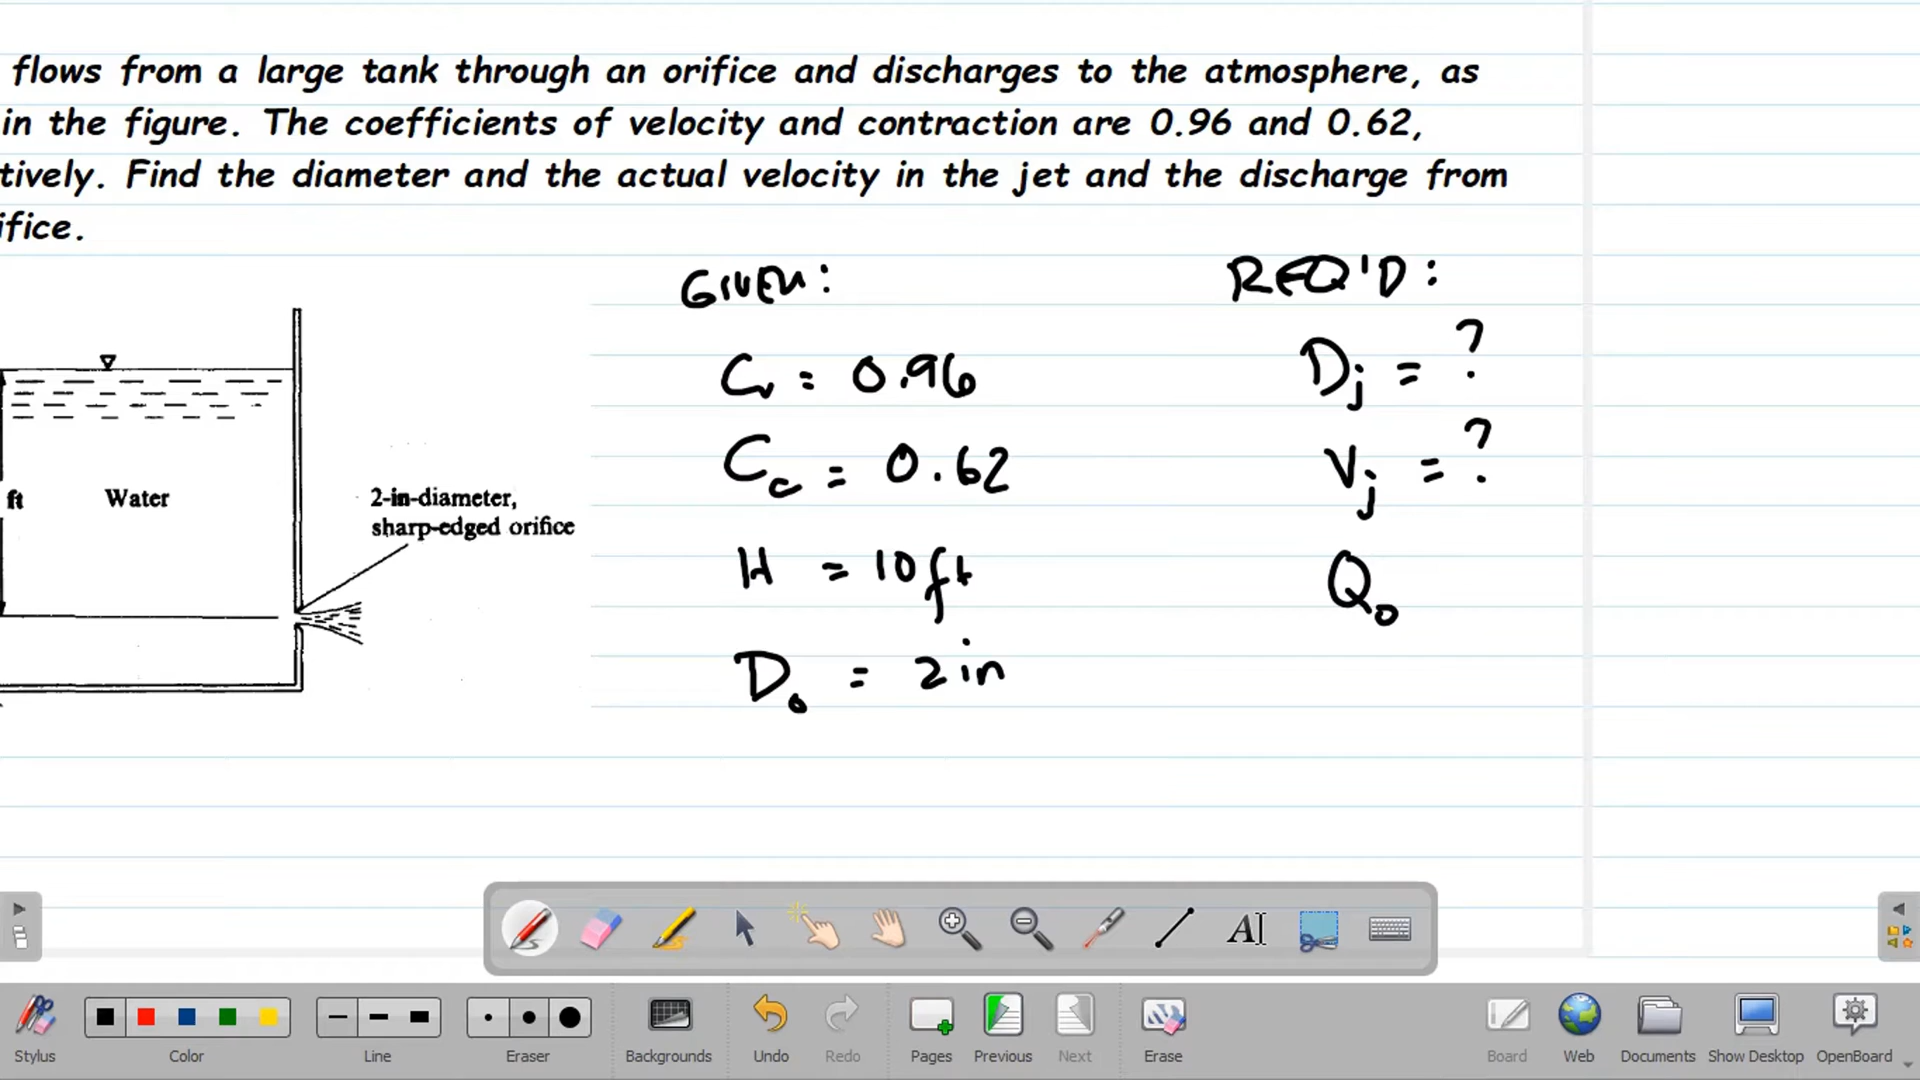 flows from a large tank through an orifice and discharges to the atmosphere, as
in the figure. The coefficients of velocity and contraction are 0.96 and 0.62,
tively. Find the diameter and the actual velocity in the jet and the discharge from
ifice.
GIVEN:
REQ'D:
Cv = 0.96
Dj = ?
Cc = 0.62
Vj = ?
ft
Water
2-in-diameter,
sharp-edged orifice
H = 10ft
Qo
Do = 2in
Stylus
Color
Line
Eraser
Backgrounds
Undo
Redo
Pages
Previous
Next
Erase
Board
Web
Documents
Show Desktop
OpenBoard